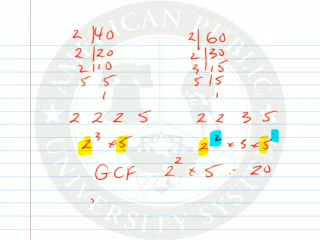 2|40 2|60
2|20 2|30
2|10 3|15
5 5 5|5
1 1
2 2 2 5 2 2 3 5
2³ × 5 2² × 3 × 5
GCF 2² × 5 = 20
AMERICAN PUBLIC
UNIVERSITY SYSTEM